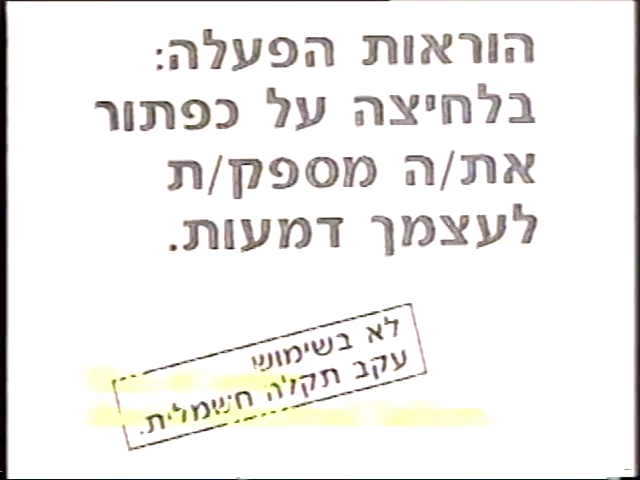 הוראות הפעלה:
בלחיצה על כפתור
את/ה מספק/ת
לעצמך דמעות.
לא בשימוש
עקב תקלה חשמלית.